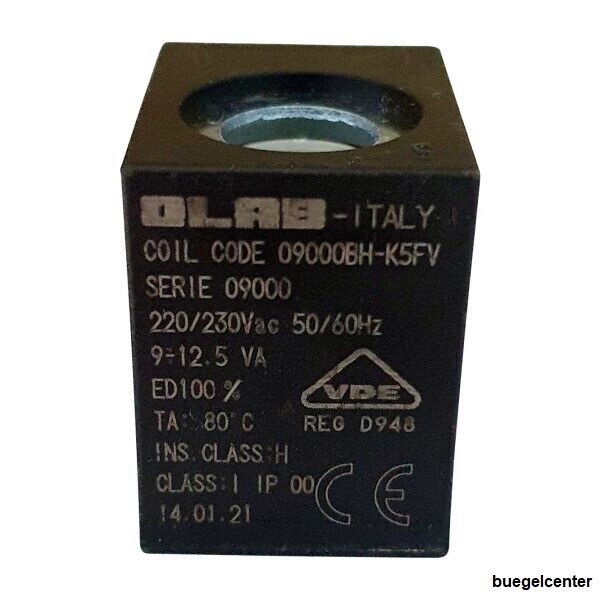 OLAB - ITALY
COIL CODE 09000BH-K5FV
SERIE 09000
220/230Vac 50/60Hz
9-12.5 VA
ED100 %
VDE
TA: 80°C
REG D948
INS.CLASS:H
CLASS:I IP 00
CE
14.01.21
buegelcenter